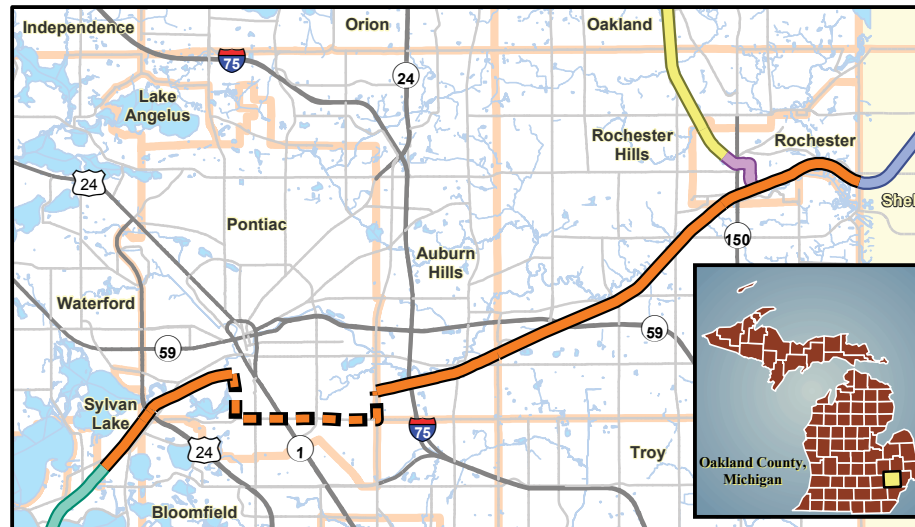 Independence
Orion
Oakland
75
24
Lake
Angelus
Rochester
Hills
Rochester
24
Shel
Pontiac
150
Auburn
Hills
Waterford
59
59
Sylvan
Lake
75
24
1
Troy
Oakland County,
Michigan
Bloomfield